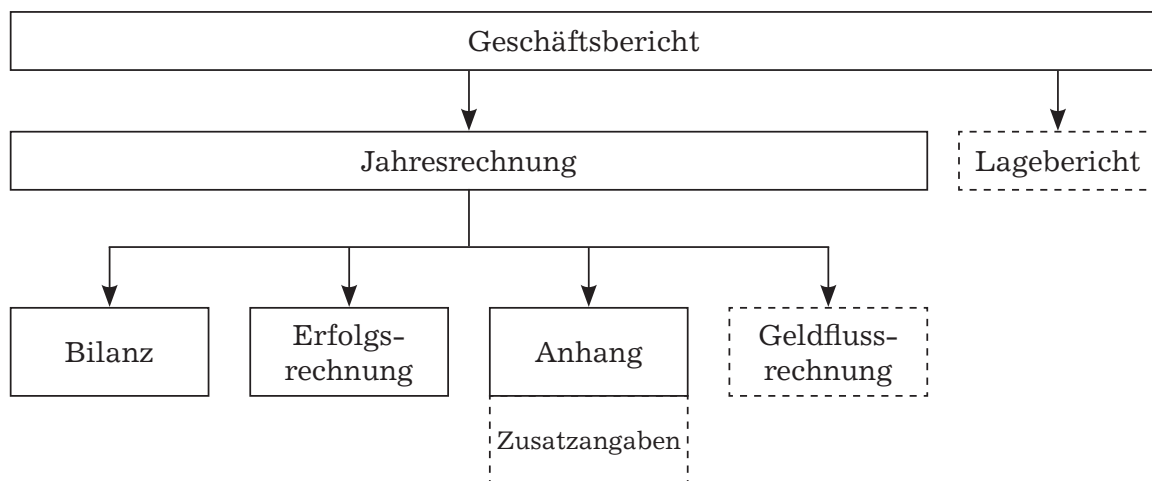 Geschäftsbericht
Jahresrechnung
Lagebericht
Bilanz
Erfolgs-
rechnung
Anhang
Geldfluss-
rechnung
Zusatzangaben